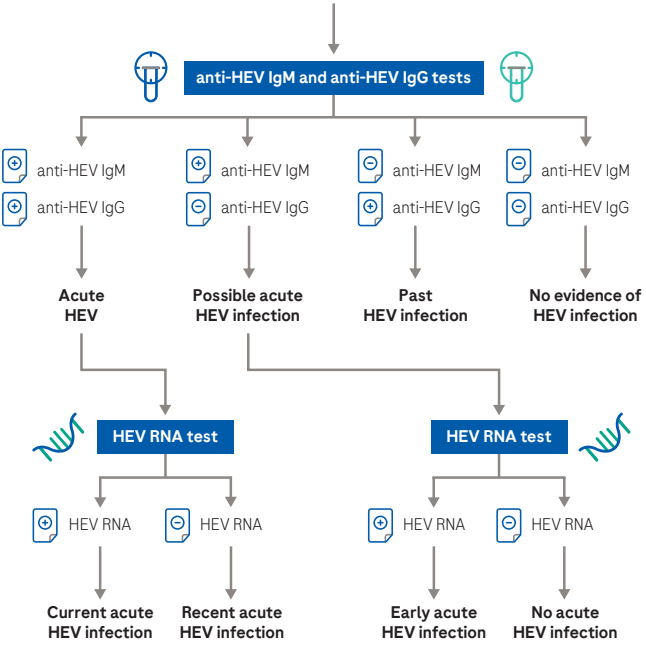 anti-HEV IgM and anti-HEV IgG tests
anti-HEV IgM
anti-HEV IgG
anti-HEV IgM
anti-HEV IgG
anti-HEV IgM
anti-HEV IgG
anti-HEV IgM
anti-HEV IgG
Acute
HEV
Possible acute
HEV infection
Past
HEV infection
No evidence of
HEV infection
HEV RNA test
HEV RNA test
HEV RNA
HEV RNA
HEV RNA
HEV RNA
Current acute
HEV infection
Recent acute
HEV infection
Early acute
HEV infection
No acute
HEV infection